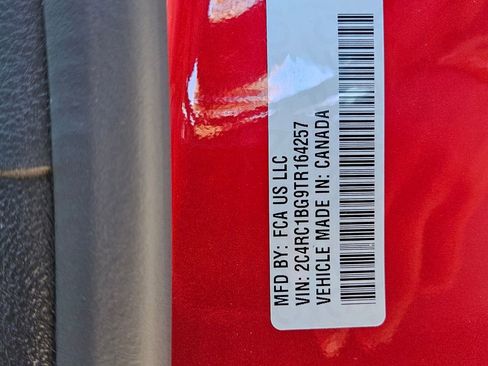 MFD BY: FCA US LLC
VIN: 2C4RC1BG9TR164257
VEHICLE MADE IN: CANADA